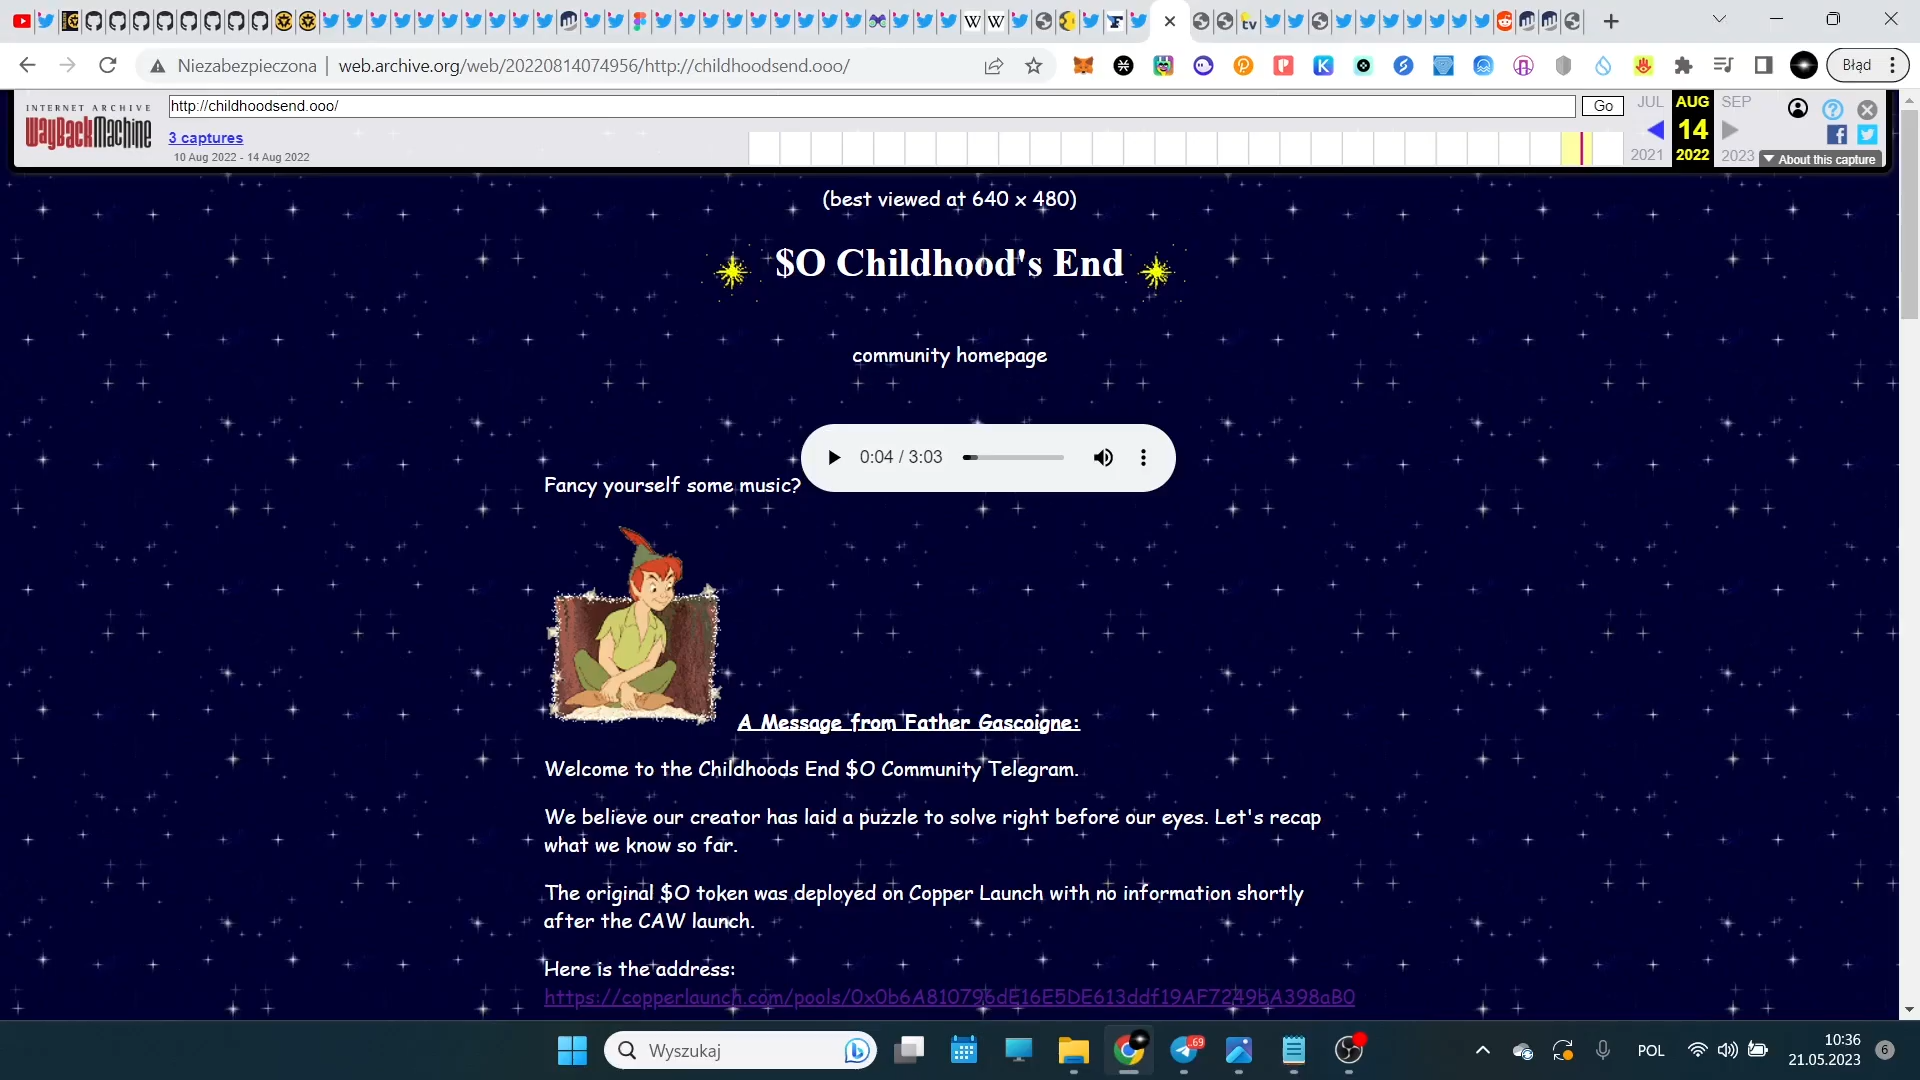 Niezabezpieczona
web.archive.org/web/20220814074956/http://childhoodsend.ooo/
Błąd
INTERNET ARCHIVE
WayBackMachine
http://childhoodsend.ooo/
Go
JUL
AUG
SEP
3 captures
14
10 Aug 2022 - 14 Aug 2022
2021
2022
2023
About this capture
(best viewed at 640 x 480)
$O Childhood's End
community homepage
0:04 / 3:03
Fancy yourself some music?
A Message from Father Gascoigne:
Welcome to the Childhoods End $O Community Telegram.
We believe our creator has laid a puzzle to solve right before our eyes. Let's recap
what we know so far.
The original $O token was deployed on Copper Launch with no information shortly
after the CAW launch.
Here is the address:
https://copperlaunch.com/pools/0x0b6A810796dE16E5DE613ddf19AF7249bA398aB0
Wyszukaj
.69
POL
10:36
21.05.2023
6